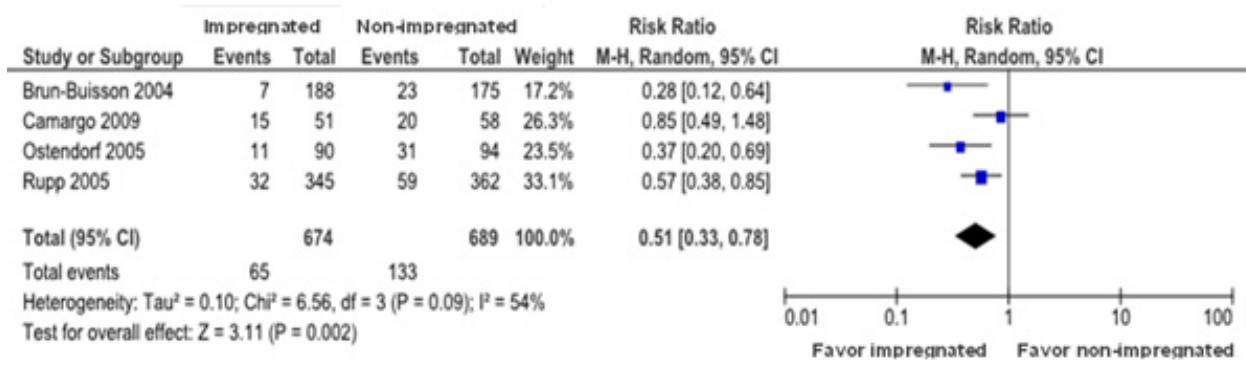 Impregnated Non-impregnated Risk Ratio Risk Ratio
Study or Subgroup Events Total Events Total Weight M-H, Random, 95% CI M-H, Random, 95% CI
Brun-Buisson 2004 7 188 23 175 17.2% 0.28 [0.12, 0.64]
Camargo 2009 15 51 20 58 26.3% 0.85 [0.49, 1.48]
Ostendorf 2005 11 90 31 94 23.5% 0.37 [0.20, 0.69]
Rupp 2005 32 345 59 362 33.1% 0.57 [0.38, 0.85]
Total (95% CI) 674 689 100.0% 0.51 [0.33, 0.78]
Total events 65 133
Heterogeneity: Tau² = 0.10; Chi² = 6.56, df = 3 (P = 0.09); I² = 54%
Test for overall effect: Z = 3.11 (P = 0.002)
0.01 0.1 1 10 100
Favor impregnated Favor non-impregnated